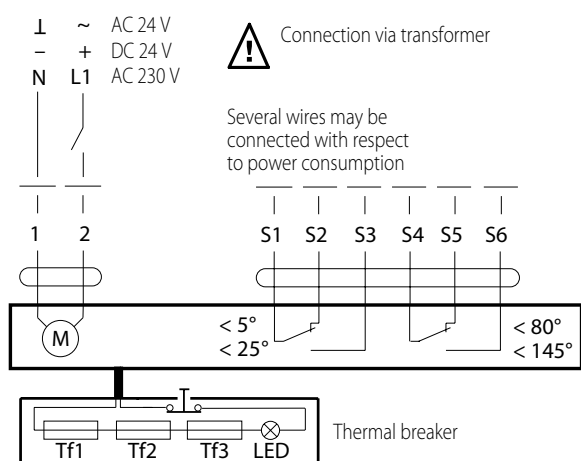 ⊥ ~ AC 24 V
− + DC 24 V
N L1 AC 230 V
Connection via transformer
Several wires may be
connected with respect
to power consumption
1 2 S1 S2 S3 S4 S5 S6
M
< 5°
< 25°
< 80°
< 145°
Tf1 Tf2 Tf3 LED
Thermal breaker